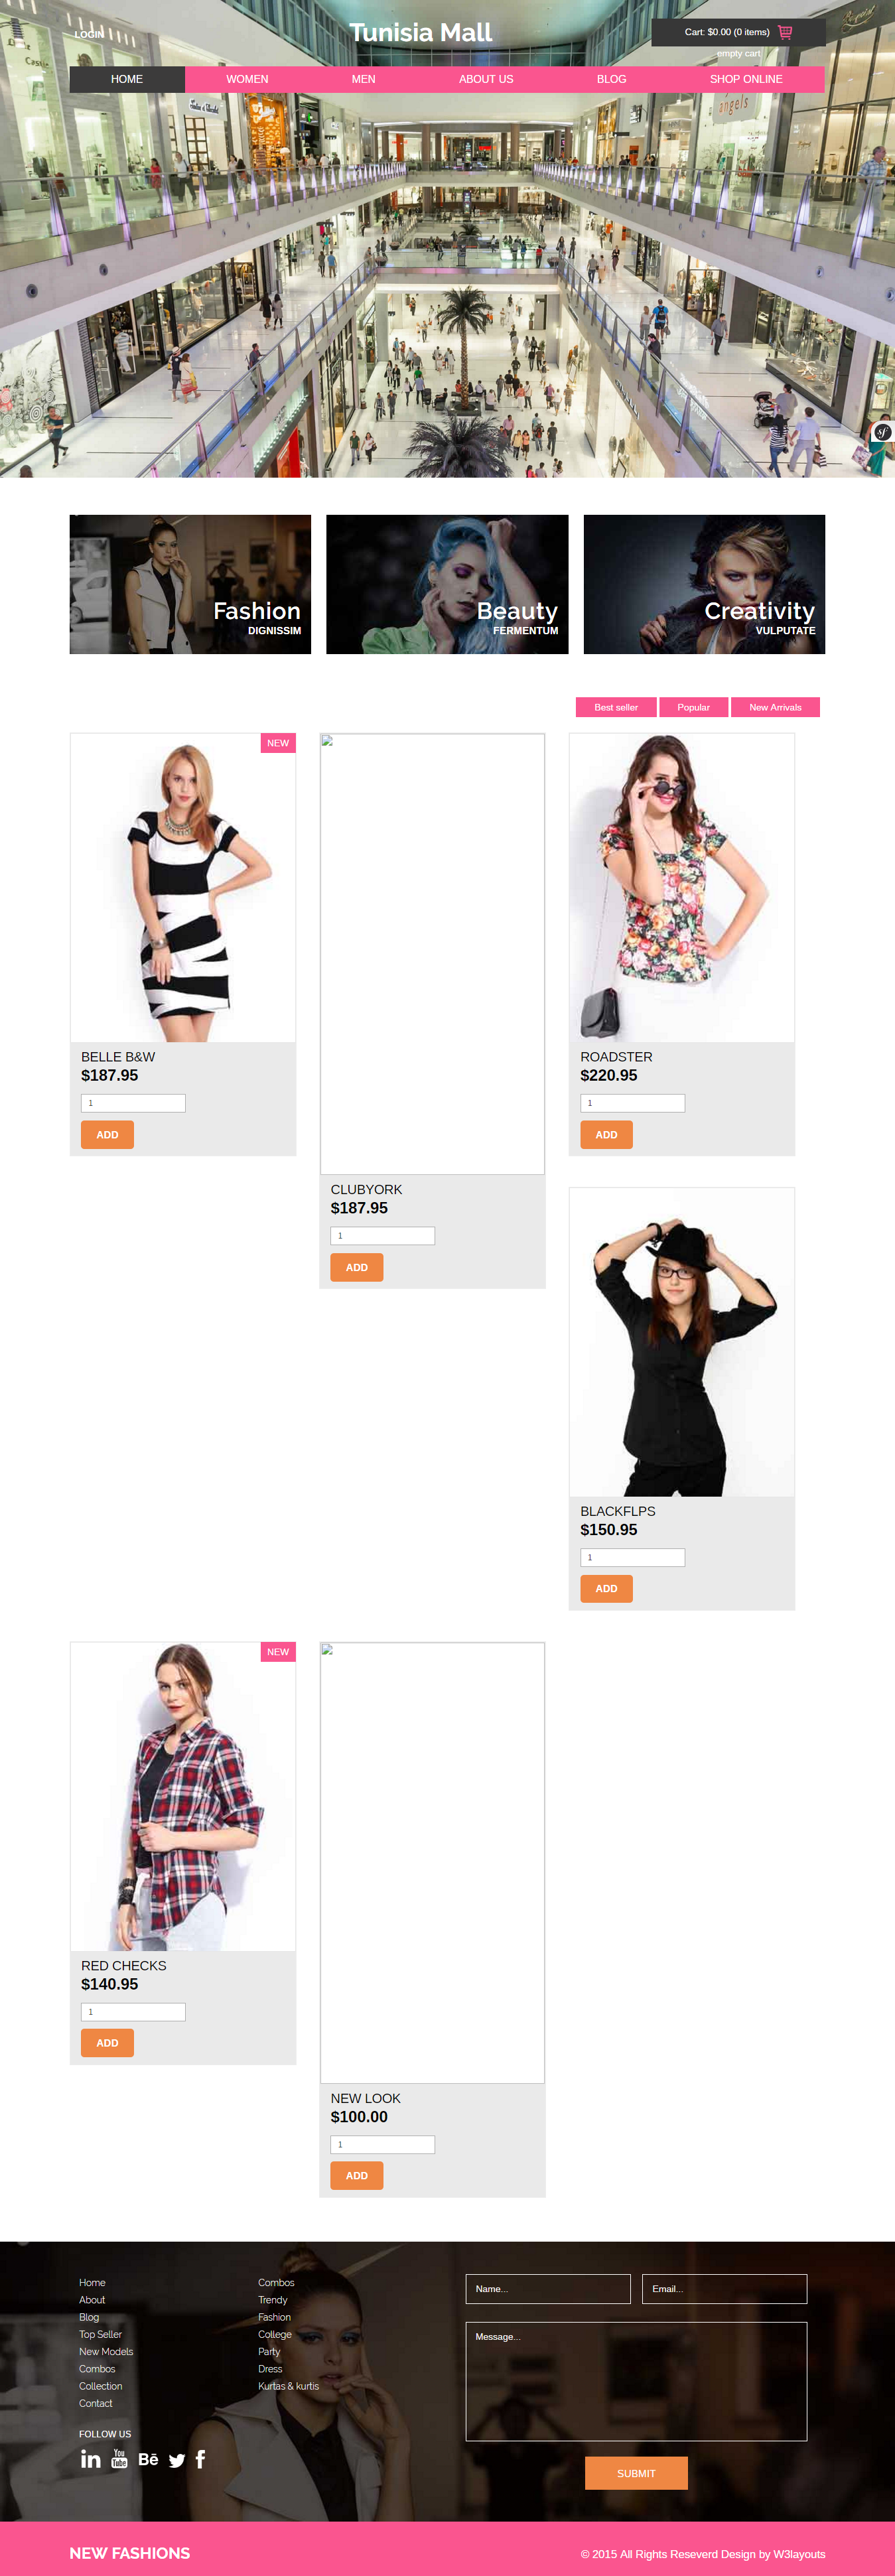 LOGIN
Tunisia Mall
Cart: $0.00 (0 items)
empty cart
HOME
WOMEN
MEN
ABOUT US
BLOG
SHOP ONLINE
angels
sf
Fashion
DIGNISSIM
Beauty
FERMENTUM
Creativity
VULPUTATE
Best seller
Popular
New Arrivals
NEW
BELLE B&W
$187.95
1
ADD
CLUBYORK
$187.95
1
ADD
ROADSTER
$220.95
1
ADD
BLACKFLPS
$150.95
1
ADD
NEW
RED CHECKS
$140.95
1
ADD
NEW LOOK
$100.00
1
ADD
Home
About
Blog
Top Seller
New Models
Combos
Collection
Contact
Combos
Trendy
Fashion
College
Party
Dress
Kurtas & kurtis
FOLLOW US
in
You
Tube
Bē
f
Name...
Email...
Message...
SUBMIT
NEW FASHIONS
© 2015 All Rights Reseverd Design by W3layouts